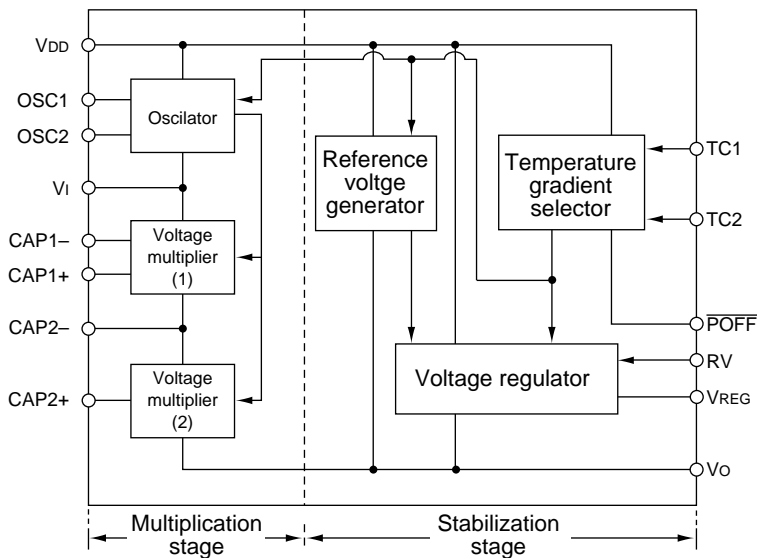 VDD
OSC1
OSC2
VI
CAP1–
CAP1+
CAP2–
CAP2+
Oscilator
Voltage
multiplier
(1)
Voltage
multiplier
(2)
Reference
voltge
generator
Temperature
gradient
selector
Voltage regulator
TC1
TC2
POFF
RV
VREG
VO
Multiplication
stage
Stabilization
stage